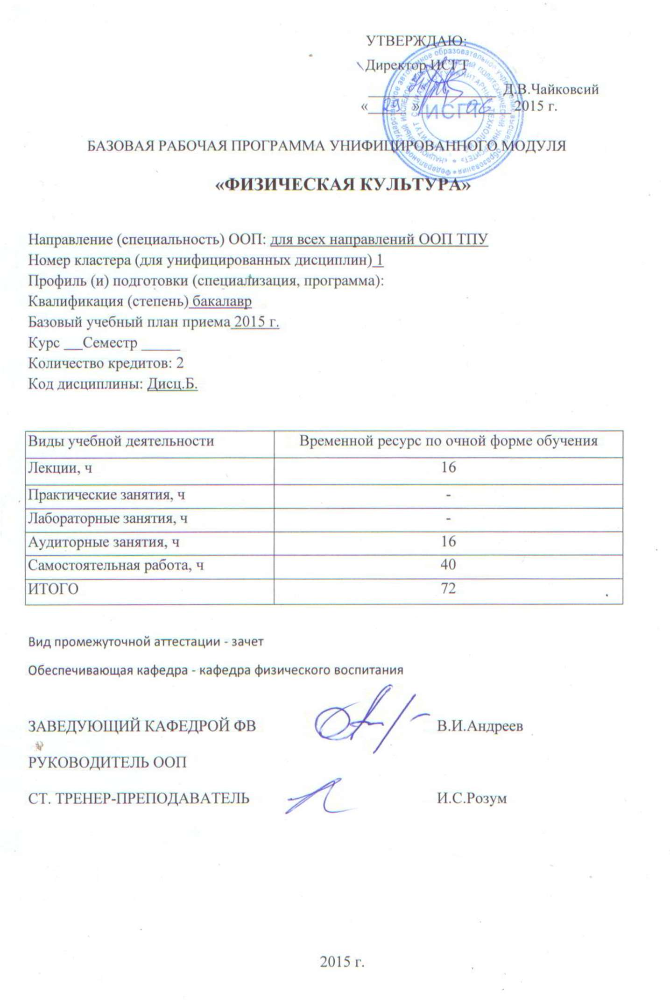 УТВЕРЖДАЮ:
Директор ИСГТ
Д.В.Чайковсий
« 29 » 06 2015 г.
ИСГТ
БАЗОВАЯ РАБОЧАЯ ПРОГРАММА УНИФИЦИРОВАННОГО МОДУЛЯ
«ФИЗИЧЕСКАЯ КУЛЬТУРА»
Направление (специальность) ООП: для всех направлений ООП ТПУ
Номер кластера (для унифицированных дисциплин) 1
Профиль (и) подготовки (специализация, программа):
Квалификация (степень) бакалавр
Базовый учебный план приема 2015 г.
Курс ___Семестр _____
Количество кредитов: 2
Код дисциплины: Дисц.Б.
Виды учебной деятельности Временной ресурс по очной форме обучения
Лекции, ч 16
Практические занятия, ч -
Лабораторные занятия, ч -
Аудиторные занятия, ч 16
Самостоятельная работа, ч 40
ИТОГО 72
Вид промежуточной аттестации - зачет
Обеспечивающая кафедра - кафедра физического воспитания
ЗАВЕДУЮЩИЙ КАФЕДРОЙ ФВ В.И.Андреев
РУКОВОДИТЕЛЬ ООП
СТ. ТРЕНЕР-ПРЕПОДАВАТЕЛЬ И.С.Розум
2015 г.